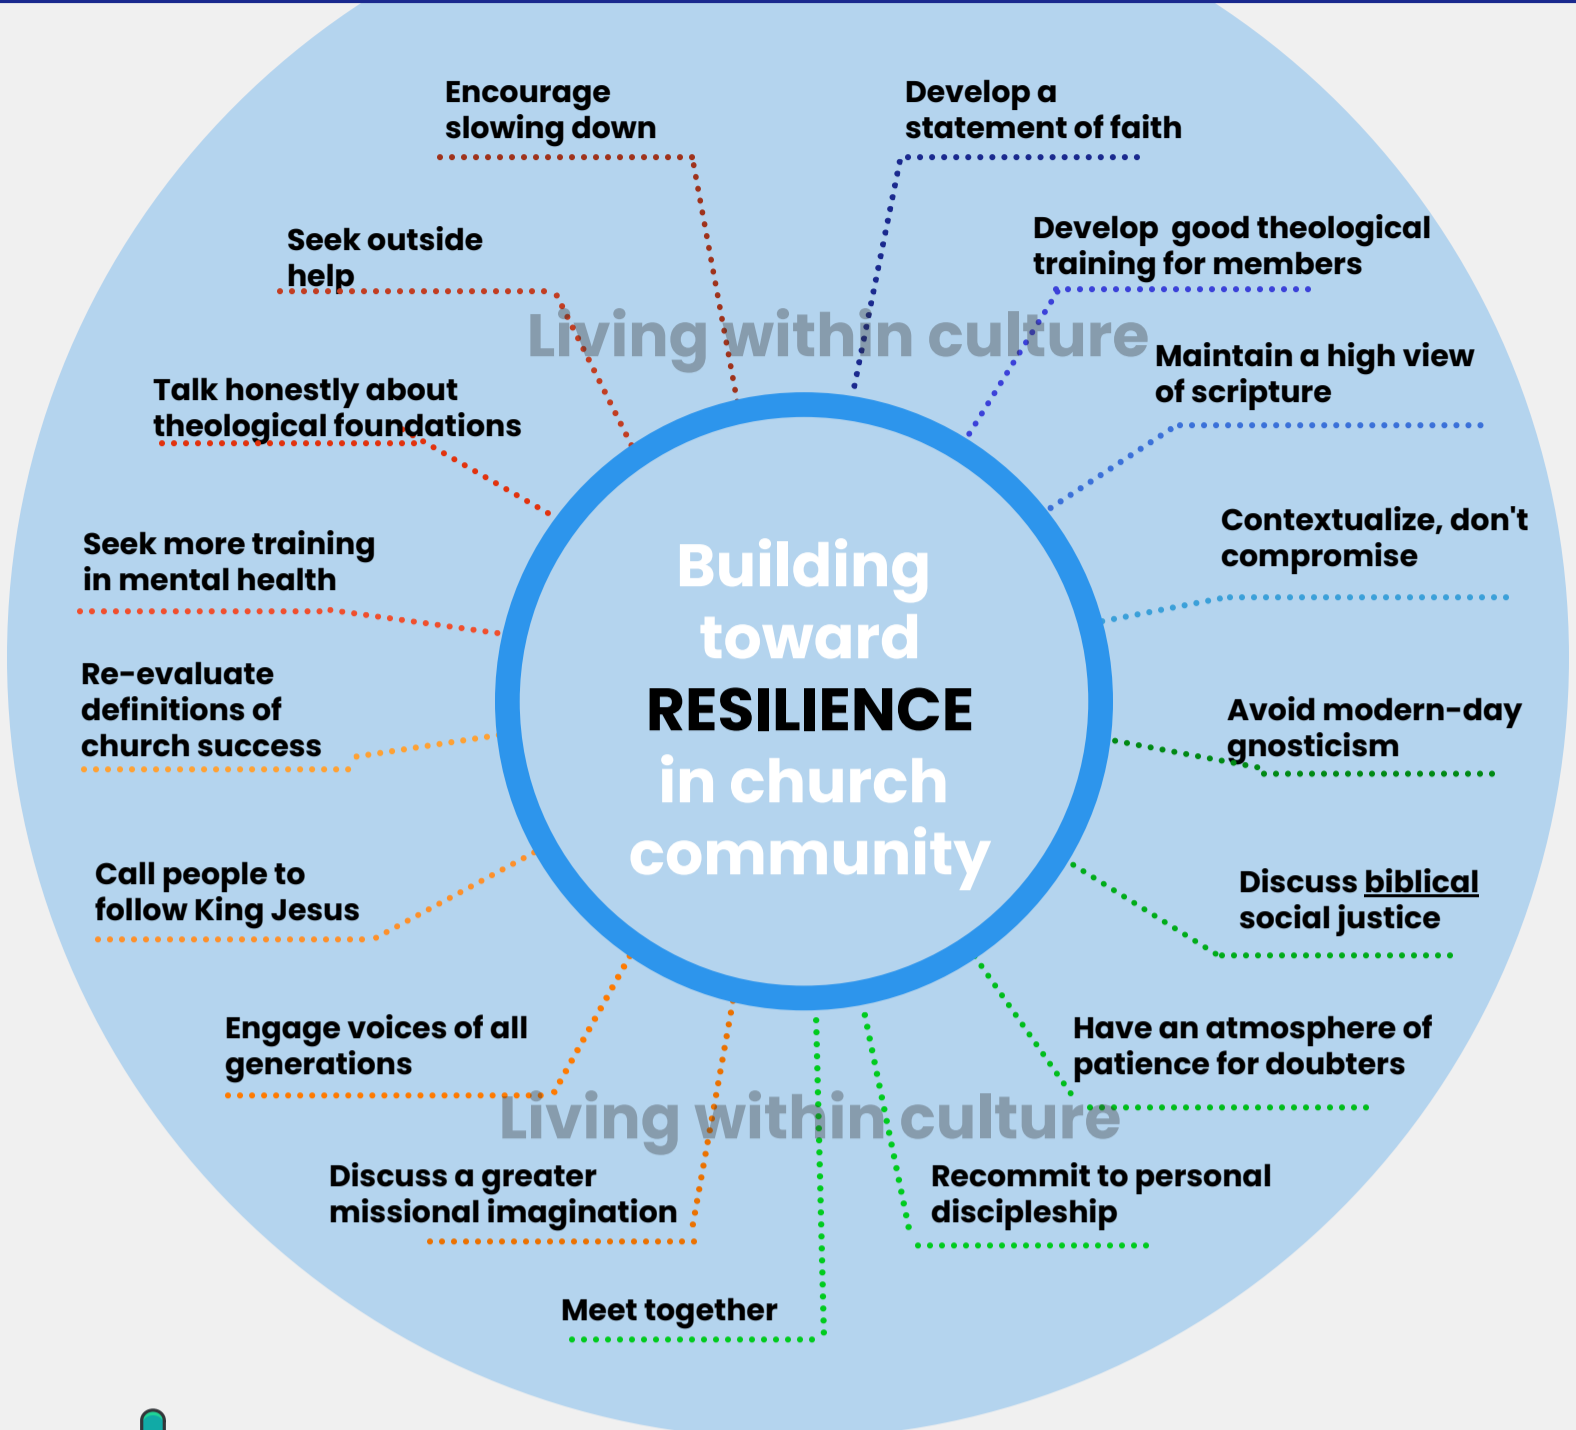 Encourage
slowing down
Develop a
statement of faith
Seek outside
help
Develop  good theological
training for members
Living within culture
Maintain a high view
of scripture
Talk honestly about
theological foundations
Contextualize, don't
compromise
Seek more training
in mental health
Building
toward
RESILIENCE
in church
community
Re-evaluate
definitions of
church success
Avoid modern-day
gnosticism
Call people to
follow King Jesus
Discuss biblical
social justice
Engage voices of all
generations
Have an atmosphere of
patience for doubters
Living within culture
Discuss a greater
missional imagination
Recommit to personal
discipleship
Meet together